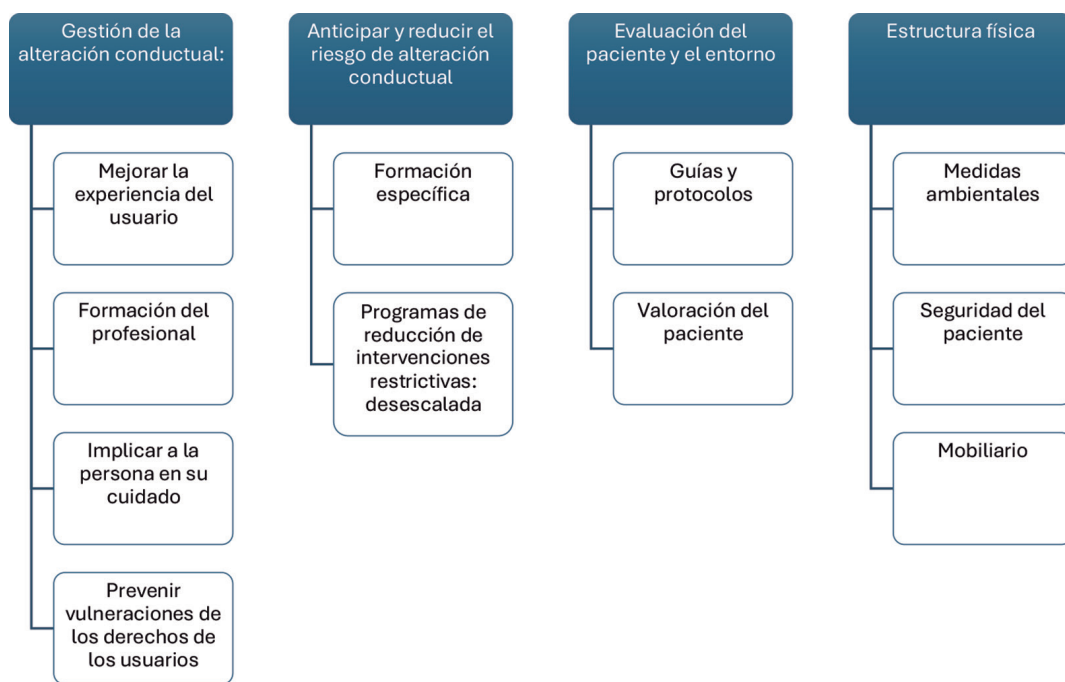 Gestión de la
alteración conductual:
Mejorar la
experiencia del
usuario
Formación del
profesional
Implicar a la
persona en su
cuidado
Prevenir
vulneraciones de
los derechos de
los usuarios
Anticipar y reducir el
riesgo de alteración
conductual
Formación
específica
Programas de
reducción de
intervenciones
restrictivas:
desescalada
Evaluación del
paciente y el entorno
Guías y
protocolos
Valoración del
paciente
Estructura física
Medidas
ambientales
Seguridad del
paciente
Mobiliario